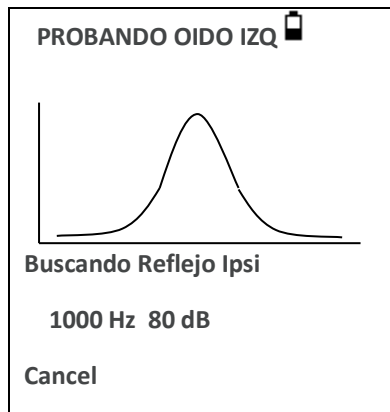 PROBANDO OIDO IZQ
Buscando Reflejo Ipsi
1000 Hz 80 dB
Cancel